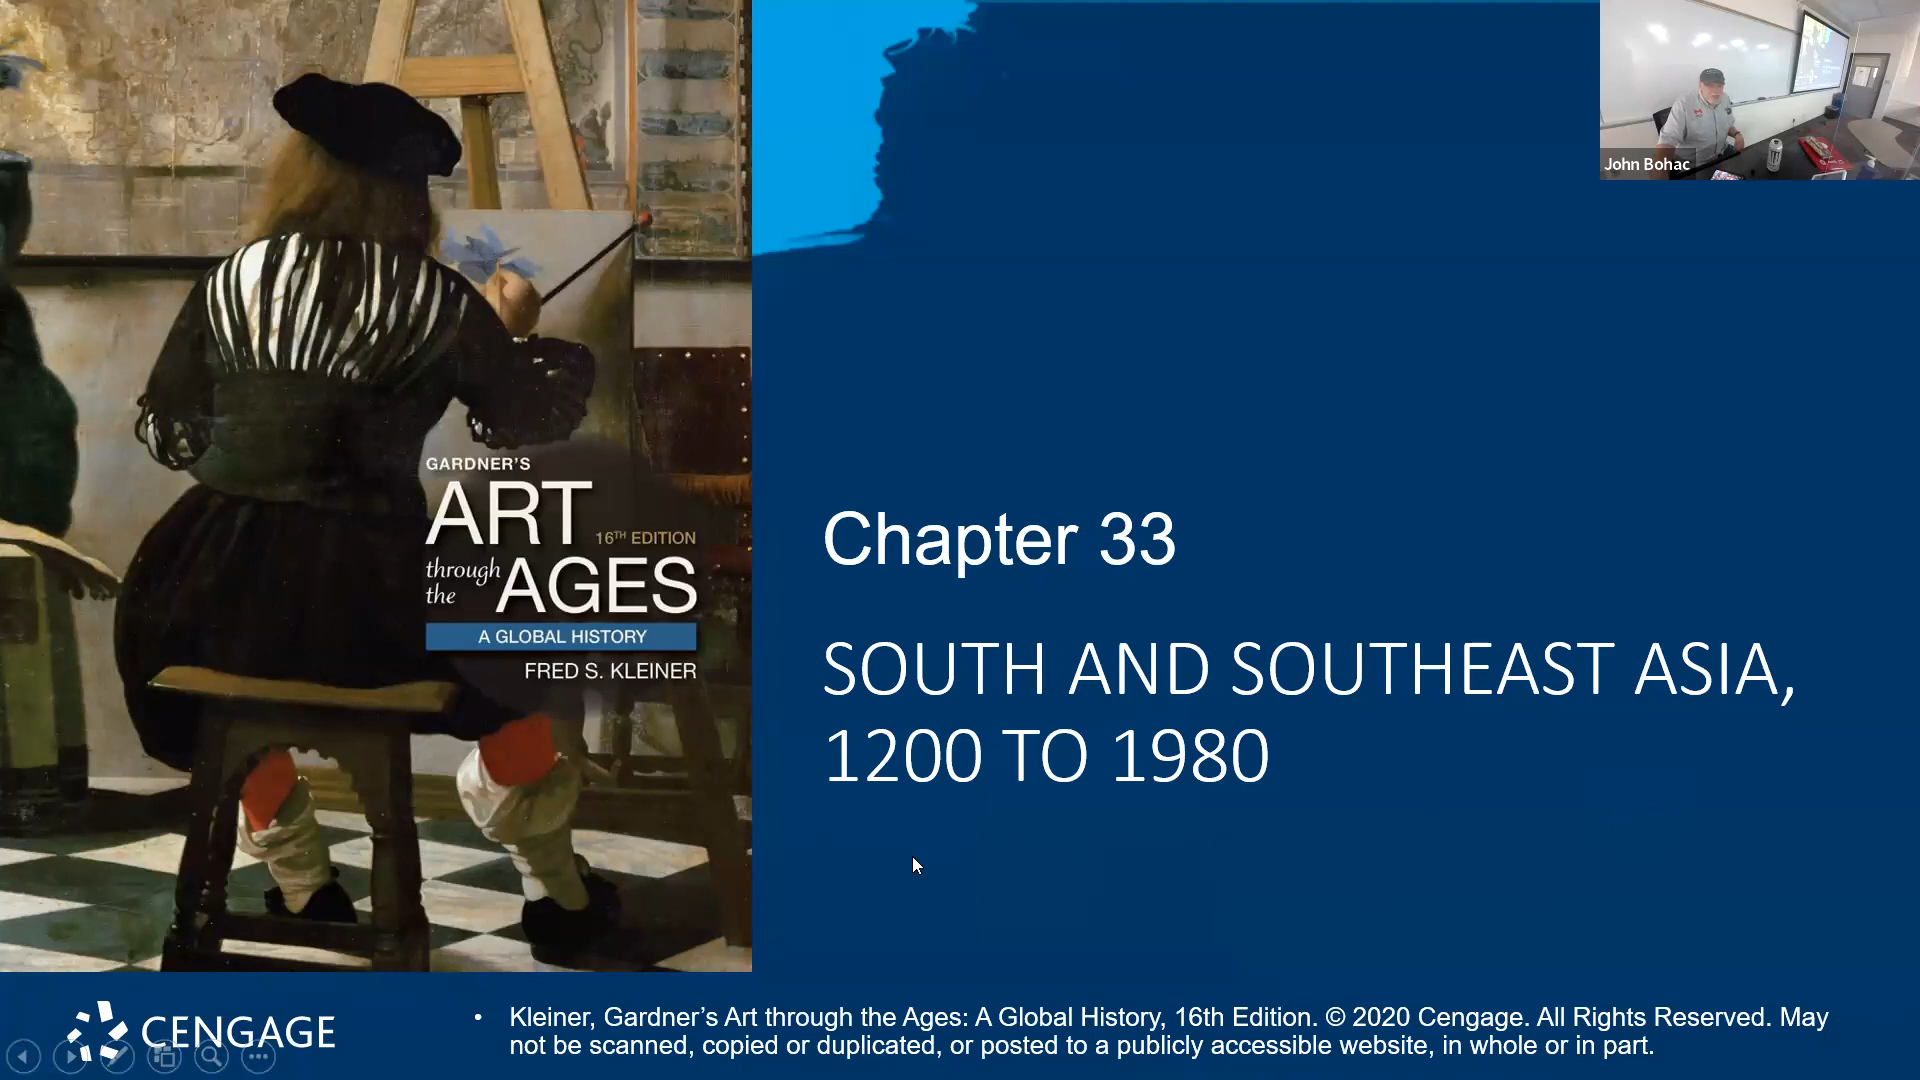 John Bohac
GARDNER'S
ART
16TH EDITION
through
the
AGES
A GLOBAL HISTORY
FRED S. KLEINER
Chapter 33
SOUTH AND SOUTHEAST ASIA,
1200 TO 1980
CENGAGE
• Kleiner, Gardner's Art through the Ages: A Global History, 16th Edition. © 2020 Cengage. All Rights Reserved. May
not be scanned, copied or duplicated, or posted to a publicly accessible website, in whole or in part.